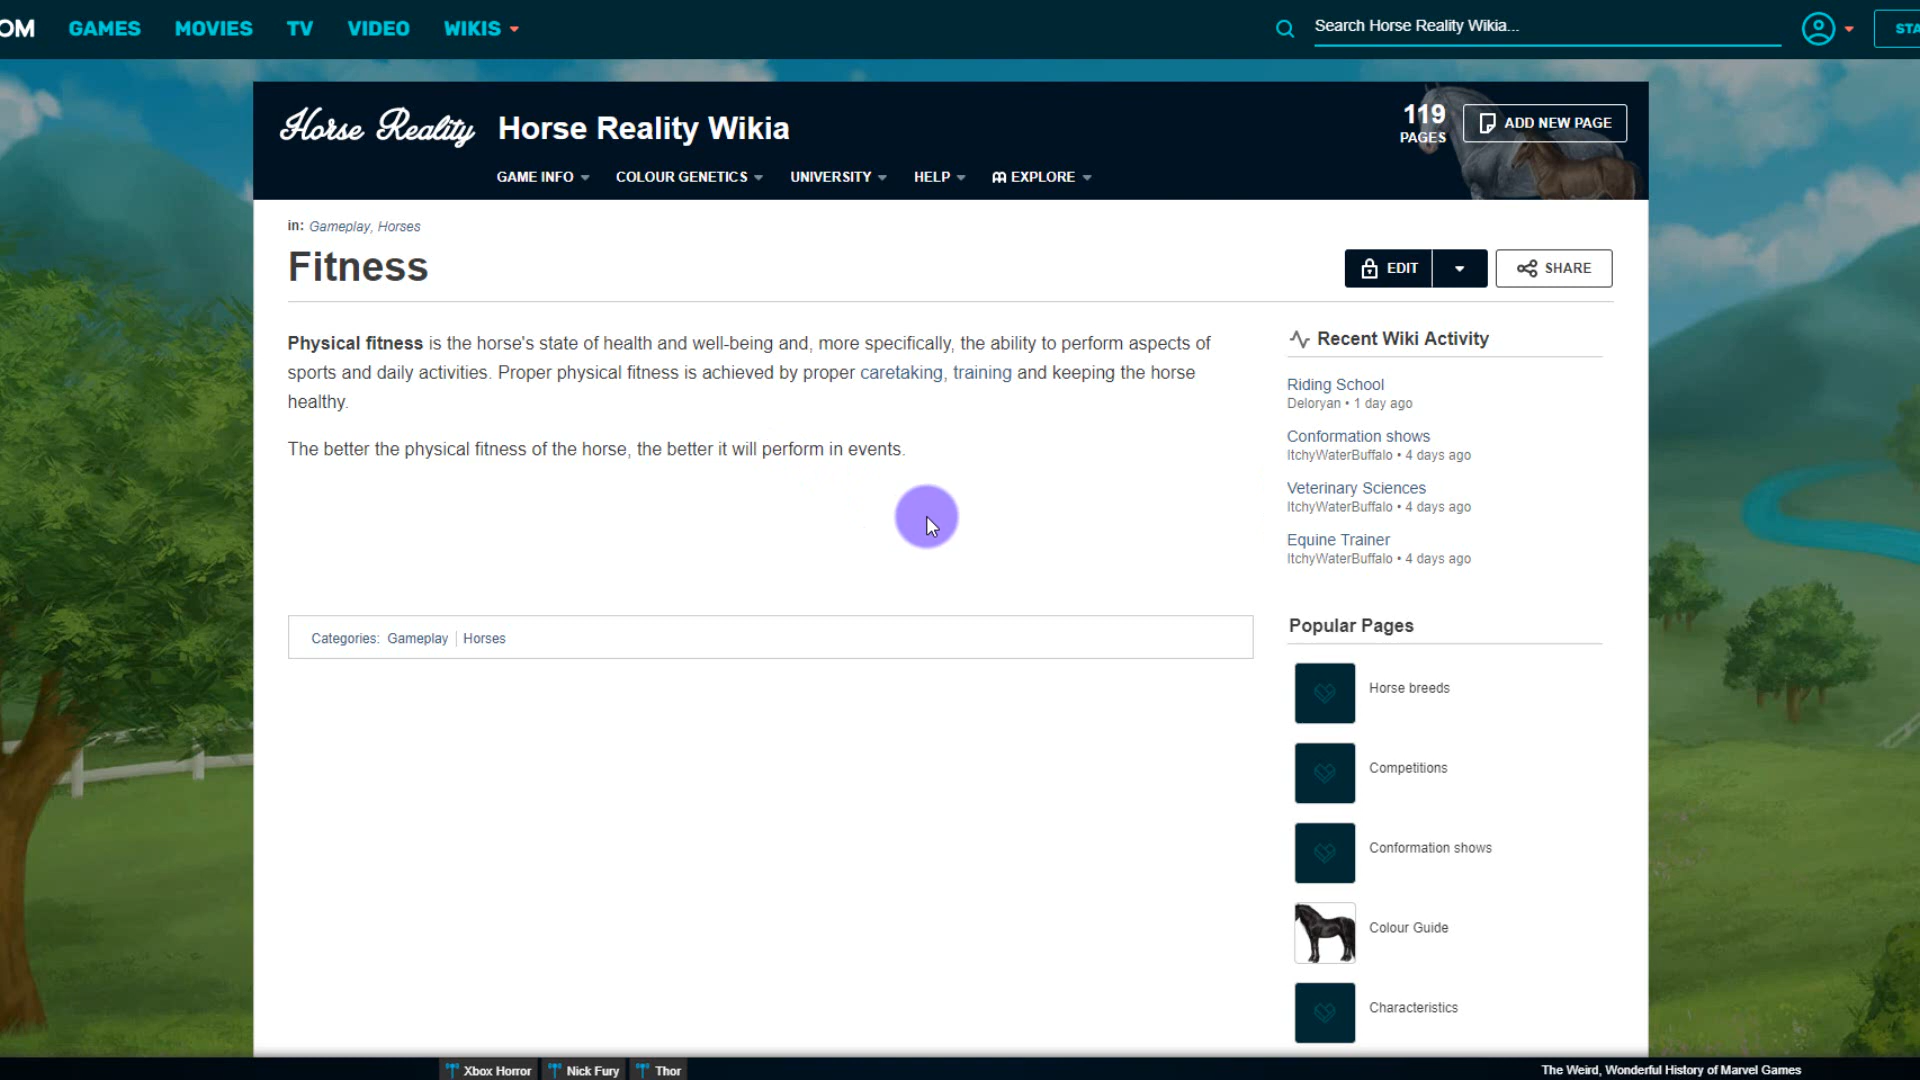 OM GAMES MOVIES TV VIDEO WIKIS
Search Horse Reality Wikia...
STA
Horse Reality
Horse Reality Wikia
119
PAGES
ADD NEW PAGE
GAME INFO COLOUR GENETICS UNIVERSITY HELP EXPLORE
in: Gameplay, Horses
Fitness
EDIT
SHARE
Physical fitness is the horse's state of health and well-being and, more specifically, the ability to perform aspects of
sports and daily activities. Proper physical fitness is achieved by proper caretaking, training and keeping the horse
healthy.
The better the physical fitness of the horse, the better it will perform in events.
Categories: Gameplay Horses
Recent Wiki Activity
Riding School
Deloryan • 1 day ago
Conformation shows
ItchyWaterBuffalo • 4 days ago
Veterinary Sciences
ItchyWaterBuffalo • 4 days ago
Equine Trainer
ItchyWaterBuffalo • 4 days ago
Popular Pages
Horse breeds
Competitions
Conformation shows
Colour Guide
Characteristics
Xbox Horror Nick Fury Thor
The Weird, Wonderful History of Marvel Games